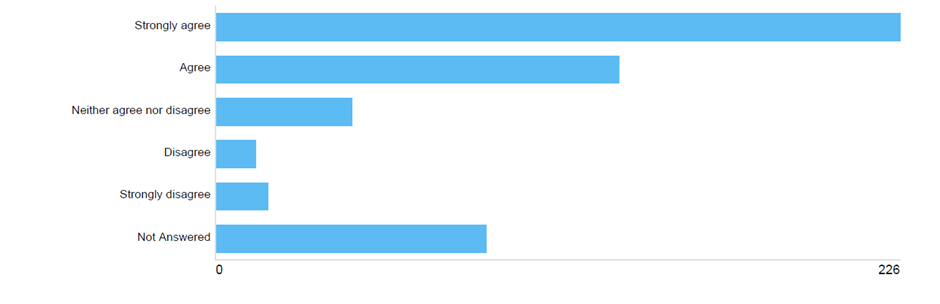 Strongly agree
Agree
Neither agree nor disagree
Disagree
Strongly disagree
Not Answered
0 226